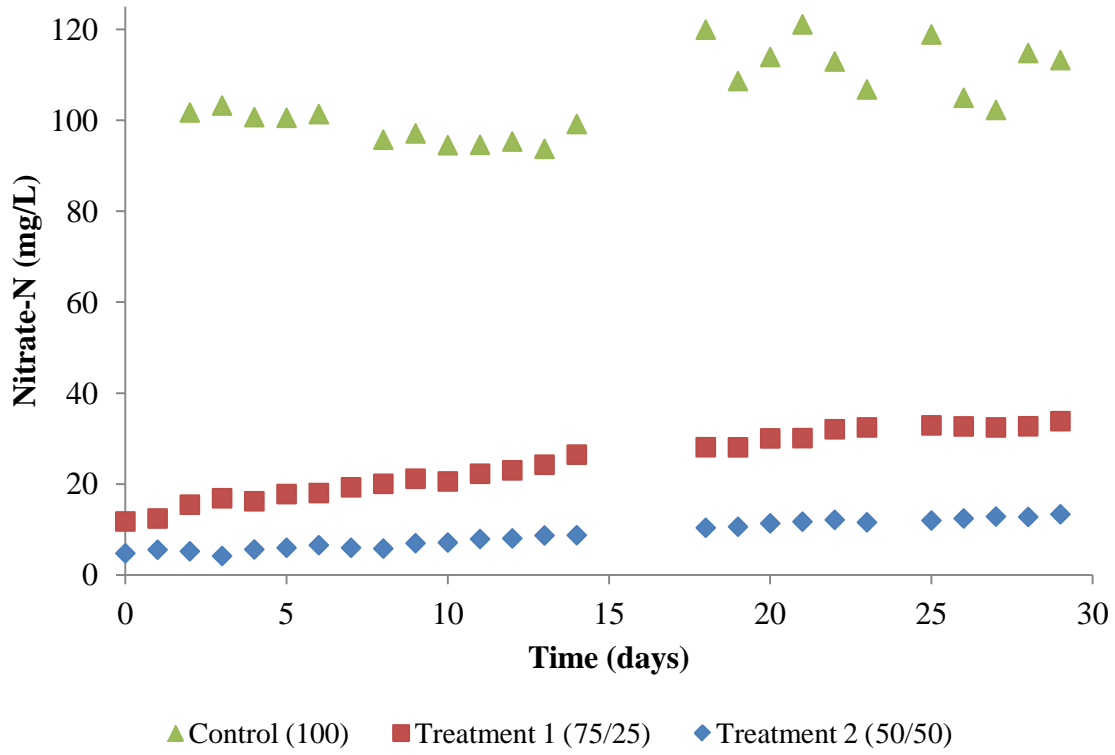 120
100
80
60
40
20
0
Nitrate-N (mg/L)
0 5 10 15 20 25 30
Time (days)
Control (100) Treatment 1 (75/25) Treatment 2 (50/50)